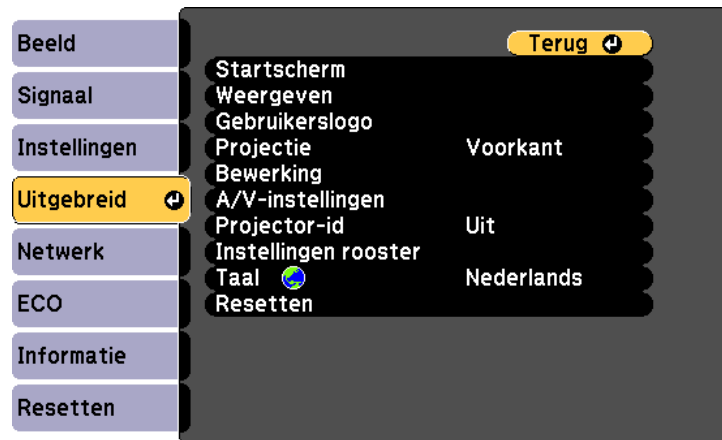 Beeld
Signaal
Instellingen
Uitgebreid
Netwerk
ECO
Informatie
Resetten
Terug
Startscherm
Weergeven
Gebruikerslogo
Projectie Voorkant
Bewerking
A/V-instellingen
Projector-id Uit
Instellingen rooster
Taal Nederlands
Resetten